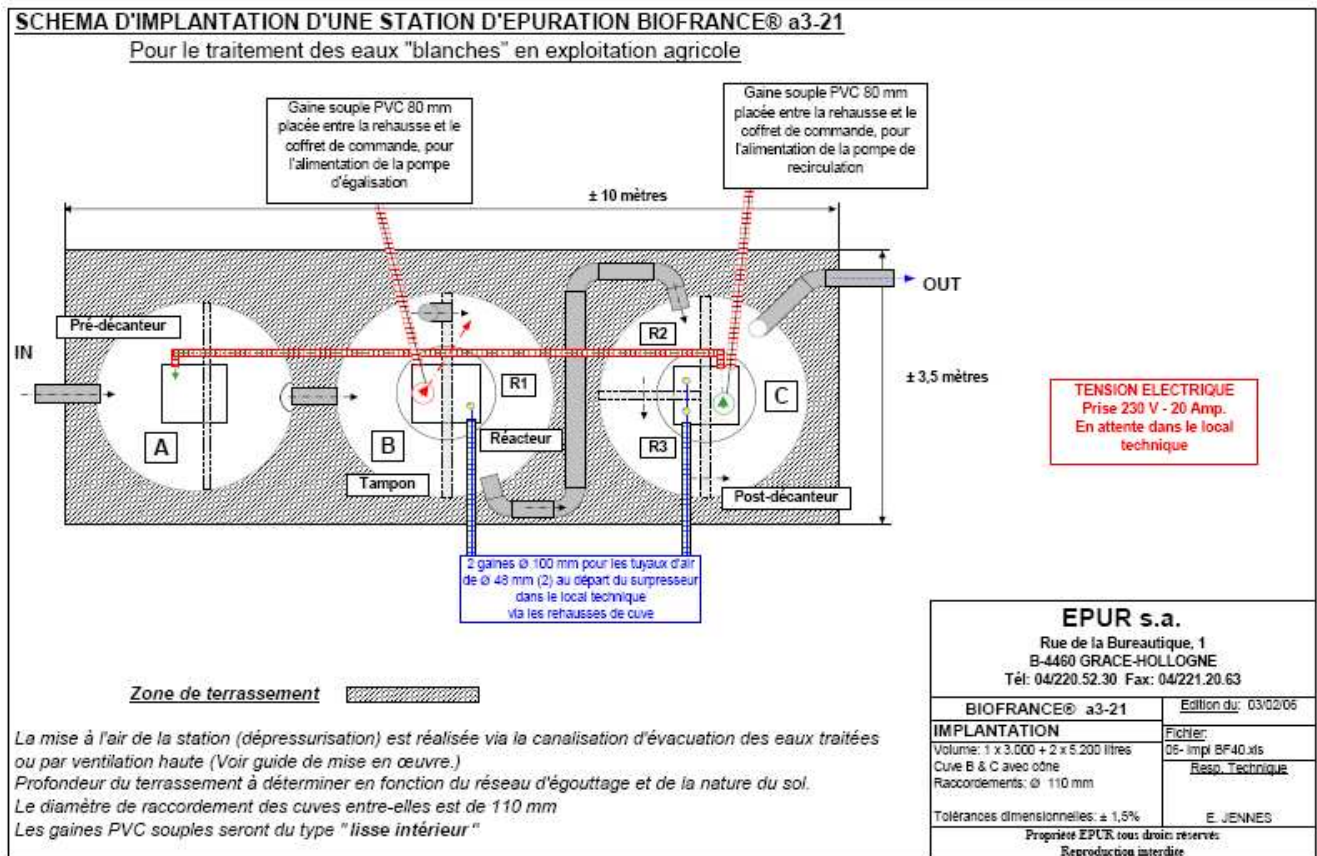 SCHEMA D'IMPLANTATION D'UNE STATION D'EPURATION BIOFRANCE® a3-21
Pour le traitement des eaux "blanches" en exploitation agricole
Gaine souple PVC 80 mm
placée entre la rehausse et le
coffret de commande, pour
l'alimentation de la pompe
d'égalisation
Gaine souple PVC 80 mm
placée entre la rehausse et le
coffret de commande, pour
l'alimentation de la pompe de
recirculation
± 10 mètres
OUT
Pré-décanteur
R2
IN
R1
± 3,5 mètres
C
TENSION ELECTRIQUE
Prise 230 V - 20 Amp.
En attente dans le local
technique
A
B
Réacteur
R3
Tampon
Post-décanteur
2 gaines Ø 100 mm pour les tuyaux d'air
de Ø 48 mm (2) au départ du surpresseur
dans le local technique
via les rehausses de cuve
EPUR s.a.
Rue de la Bureautique, 1
B-4460 GRACE-HOLLOGNE
Tél: 04/220.52.30 Fax: 04/221.20.63
Zone de terrassement
BIOFRANCE® a3-21
Edition du: 03/02/06
IMPLANTATION
Fichier:
Volume: 1 x 3.000 + 2 x 5.200 litres
06- Impl BF40.xls
Cuve B & C avec cône
Resp. Technique
Raccordements: Ø 110 mm
Tolérances dimensionnelles: ± 1,5%
E. JENNES
Propriété EPUR tous droits réservés
Reproduction interdite
La mise à l'air de la station (dépressurisation) est réalisée via la canalisation d'évacuation des eaux traitées
ou par ventilation haute (Voir guide de mise en œuvre.)
Profondeur du terrassement à déterminer en fonction du réseau d'égouttage et de la nature du sol.
Le diamètre de raccordement des cuves entre-elles est de 110 mm
Les gaines PVC souples seront du type "lisse intérieur"